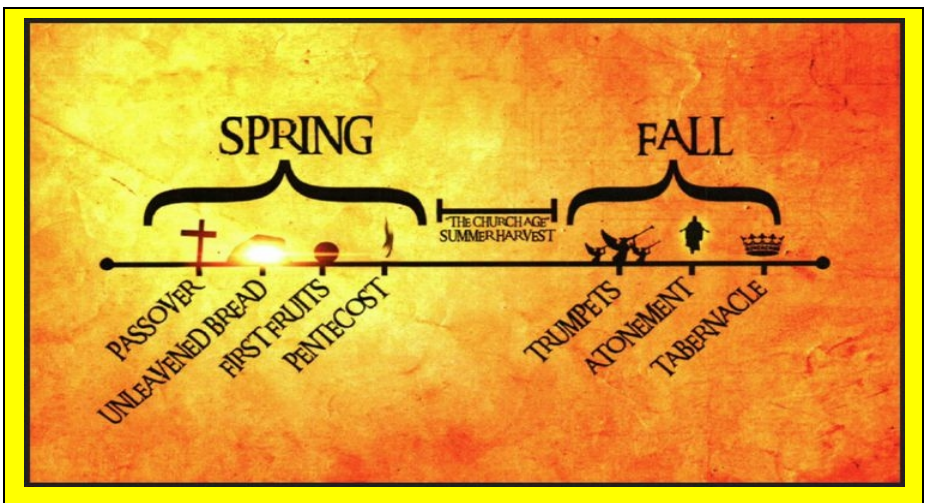 SPRING
FALL
"THE CHURCH AGE"
SUMMER HARVEST
PASSOVER
UNLEAVENED BREAD
FIRST FRUITS
PENTECOST
TRUMPETS
ATONEMENT
TABERNACLE